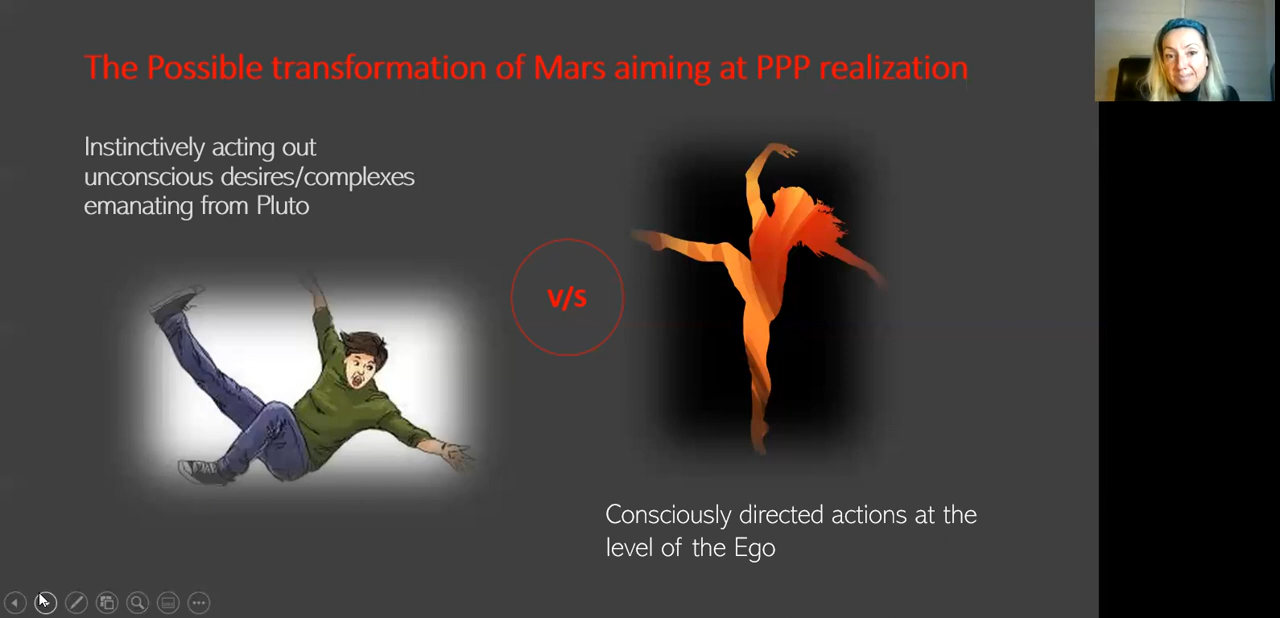 The Possible transformation of Mars aiming at PPP realization
Instinctively acting out
unconscious desires/complexes
emanating from Pluto
V/S
Consciously directed actions at the
level of the Ego